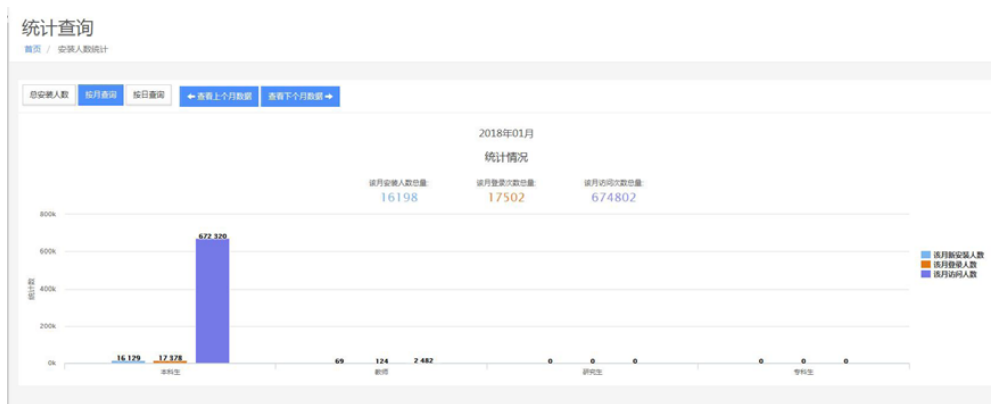 统计查询
首页 / 安装人数统计
总安装人数 按月查询 按日查询 ← 查看上个月数据 查看下个月数据 →
2018年01月
统计情况
该月安装人数总量 该月登录次数总量 该月访问次数总量
16198 17502 674802
800k
600k
400k
200k
0k
统计数
672 320
16 129 17 378
69 124 2 482
0 0 0
0 0 0
本科生 教师 研究生 专科生
该月新安装人数
该月登录人数
该月访问人数